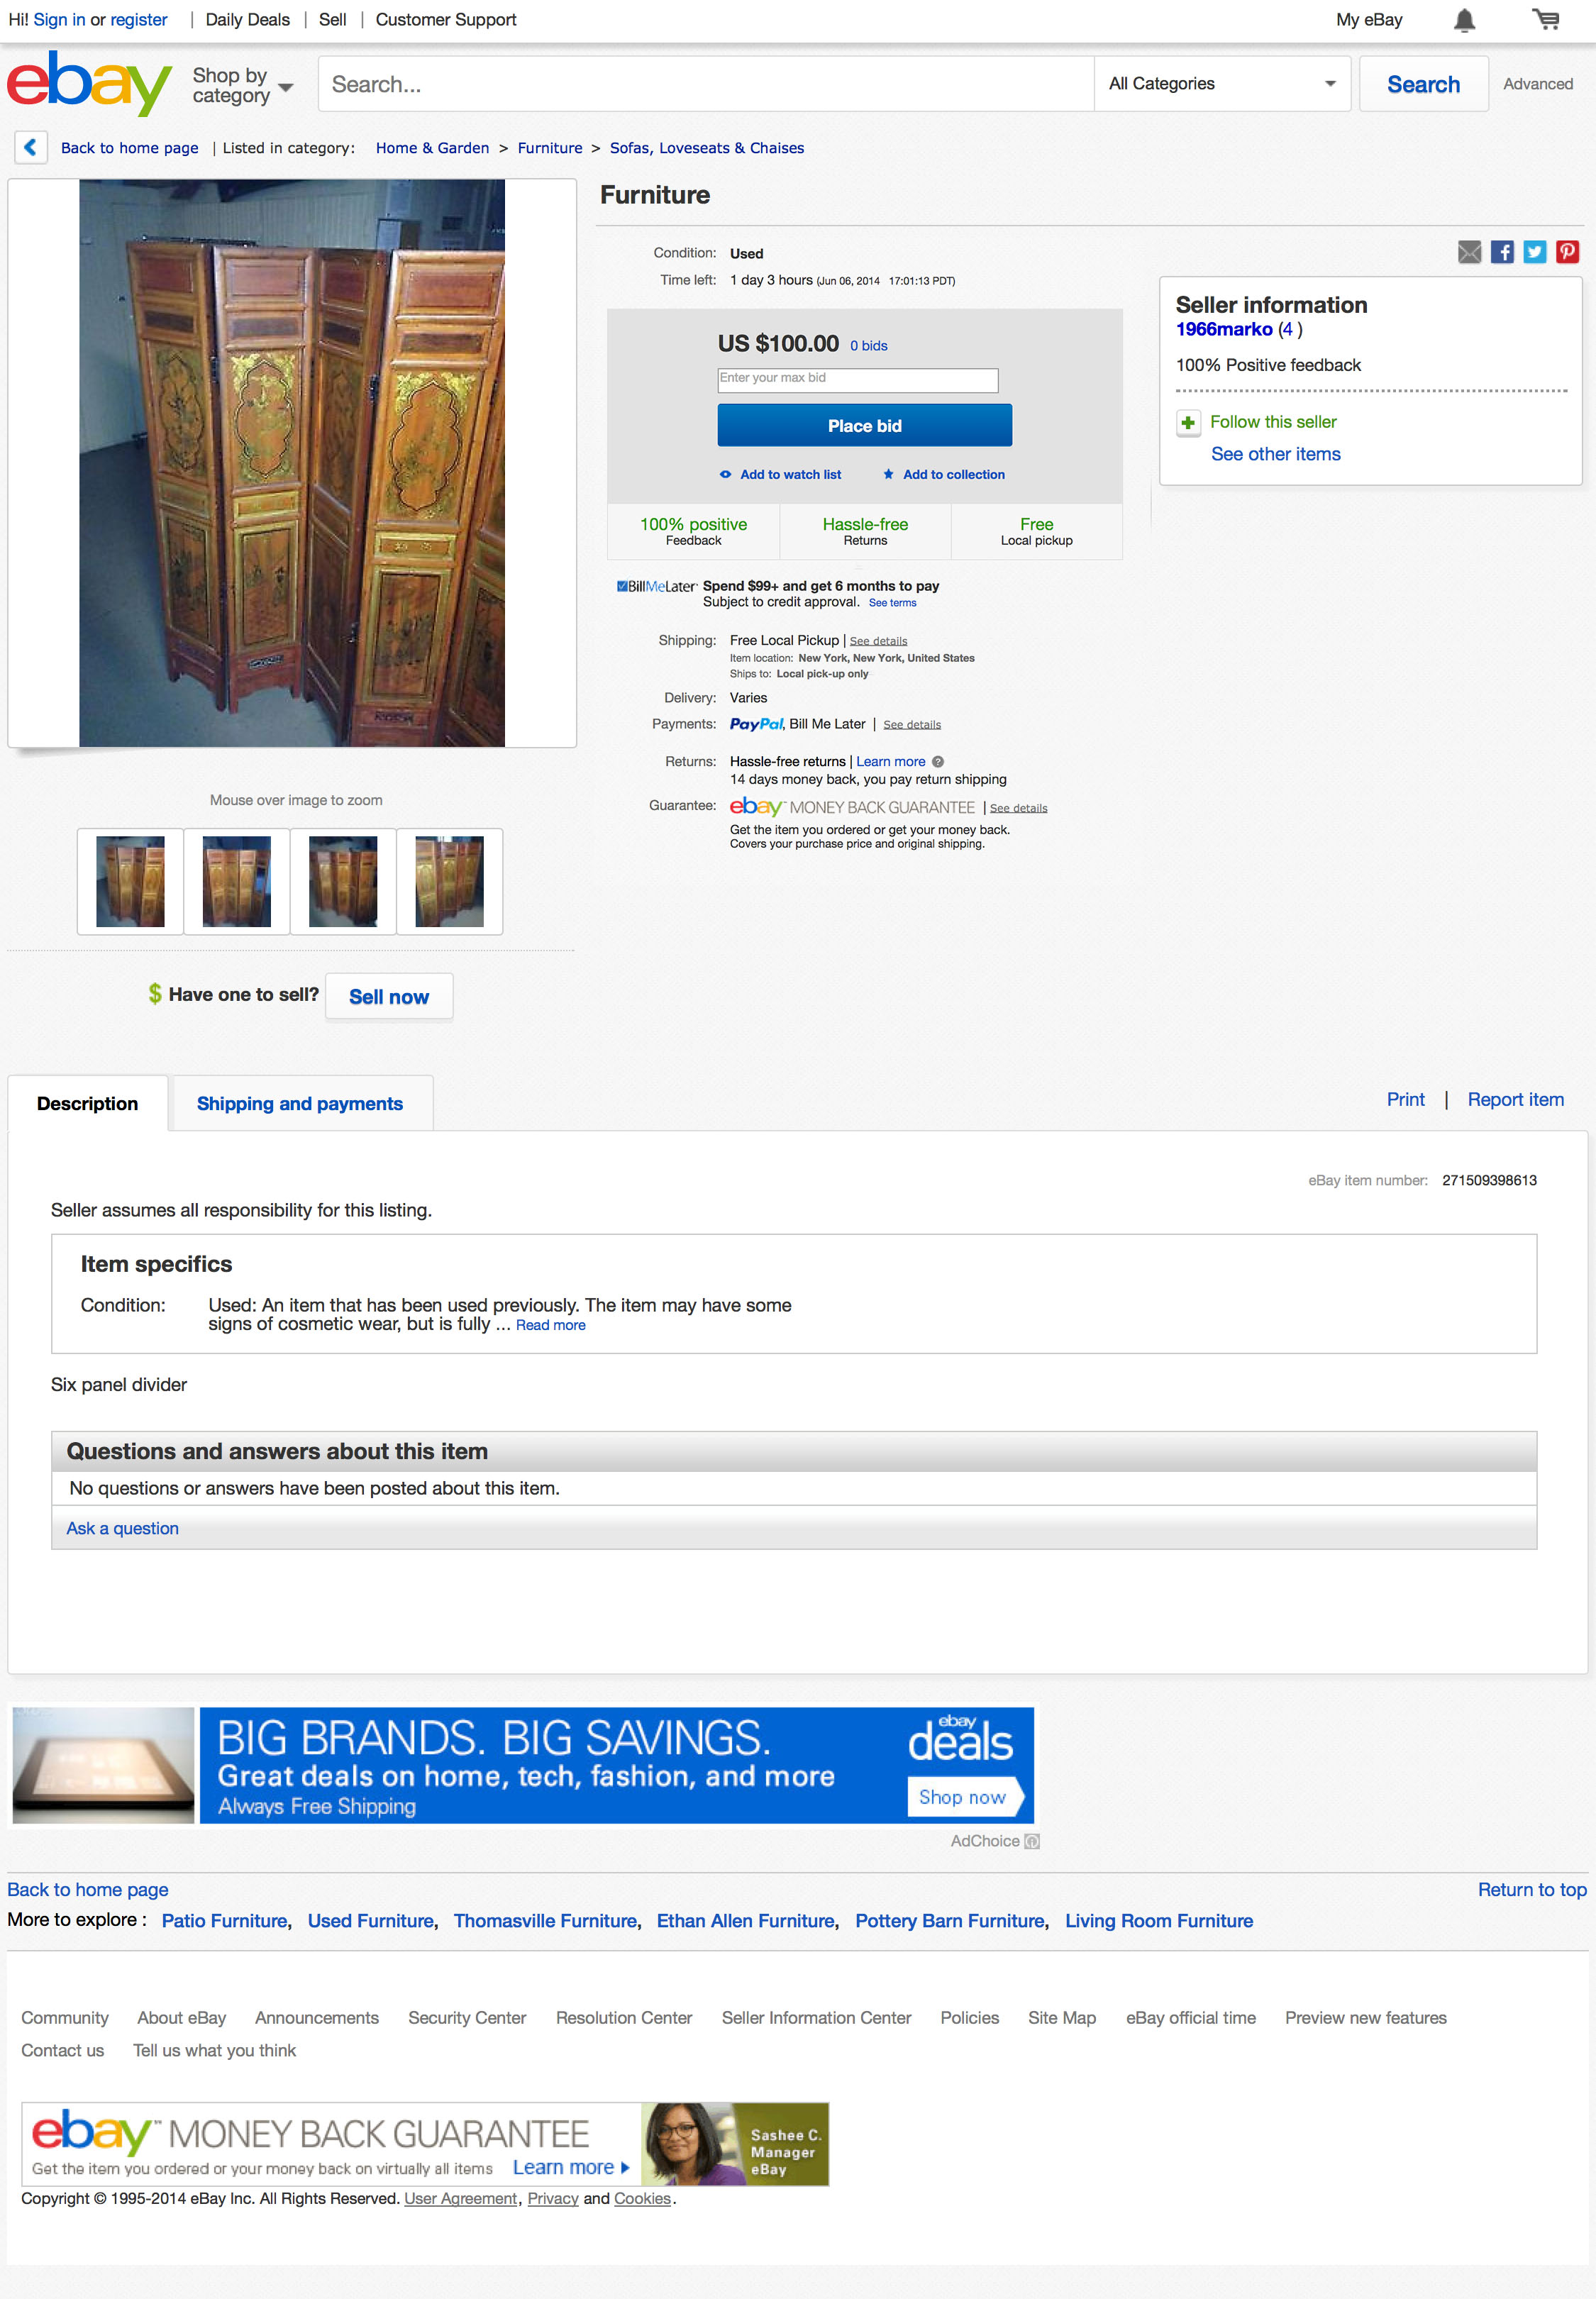 Hi! Sign in or register | Daily Deals | Sell | Customer Support My eBay
ebay Shop by category Search... All Categories Search Advanced
Back to home page | Listed in category: Home & Garden > Furniture > Sofas, Loveseats & Chaises
Furniture
Condition: Used
Time left: 1 day 3 hours (Jun 06, 2014 17:01:13 PDT)
US $100.00 0 bids
Enter your max bid
Place bid
Add to watch list Add to collection
100% positive Hassle-free Free
Feedback Returns Local pickup
BillMeLater Spend $99+ and get 6 months to pay
Subject to credit approval. See terms
Shipping: Free Local Pickup | See details
Item location: New York, New York, United States
Ships to: Local pick-up only
Delivery: Varies
Payments: PayPal, Bill Me Later | See details
Returns: Hassle-free returns | Learn more ?
14 days money back, you pay return shipping
Guarantee: ebay™ MONEY BACK GUARANTEE | See details
Get the item you ordered or get your money back.
Covers your purchase price and original shipping.
Seller information
1966marko (4 )
100% Positive feedback
Follow this seller
See other items
Mouse over image to zoom
$ Have one to sell? Sell now
Description Shipping and payments Print | Report item
eBay item number: 271509398613
Seller assumes all responsibility for this listing.
Item specifics
Condition: Used: An item that has been used previously. The item may have some
signs of cosmetic wear, but is fully ... Read more
Six panel divider
Questions and answers about this item
No questions or answers have been posted about this item.
Ask a question
BIG BRANDS. BIG SAVINGS.
Great deals on home, tech, fashion, and more
Always Free Shipping
ebay
deals
Shop now
AdChoice
Back to home page Return to top
More to explore : Patio Furniture, Used Furniture, Thomasville Furniture, Ethan Allen Furniture, Pottery Barn Furniture, Living Room Furniture
Community About eBay Announcements Security Center Resolution Center Seller Information Center Policies Site Map eBay official time Preview new features
Contact us Tell us what you think
ebay™ MONEY BACK GUARANTEE
Get the item you ordered or your money back on virtually all items Learn more
Sashee C.
Manager
eBay
Copyright © 1995-2014 eBay Inc. All Rights Reserved. User Agreement, Privacy and Cookies.